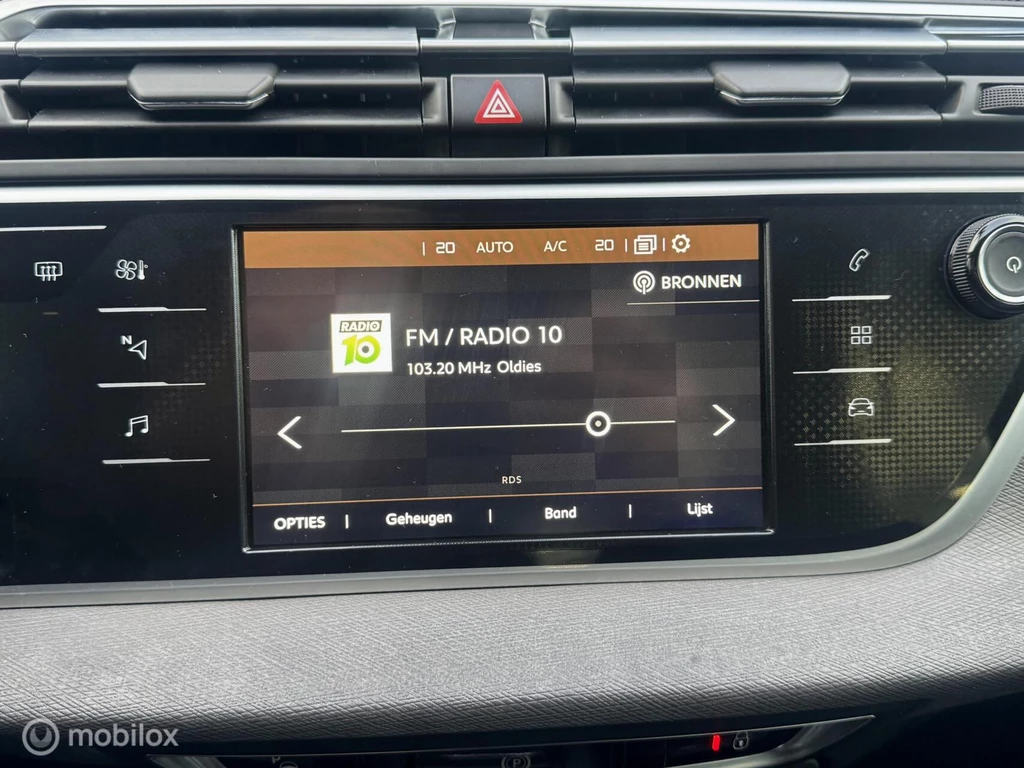 20 AUTO A/C 20
BRONNEN
RADIO
10
FM / RADIO 10
103.20 MHz Oldies
N
RDS
OPTIES | Geheugen | Band | Lijst
P
mobilox